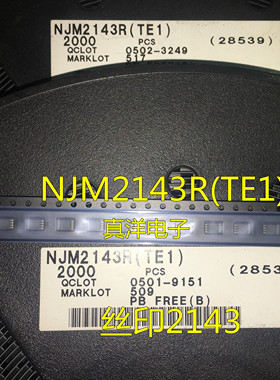 NJM2143R(TE1)
2000 PCS (28539)
QCLOT 0502-3249
MARKLOT 517
NJM2143R(TE1)
真洋电子
NJM2143R(TE1)
2000 PCS (2853
QCLOT 0501-9151
MARKLOT 509
PB FREE(B)
丝印2143